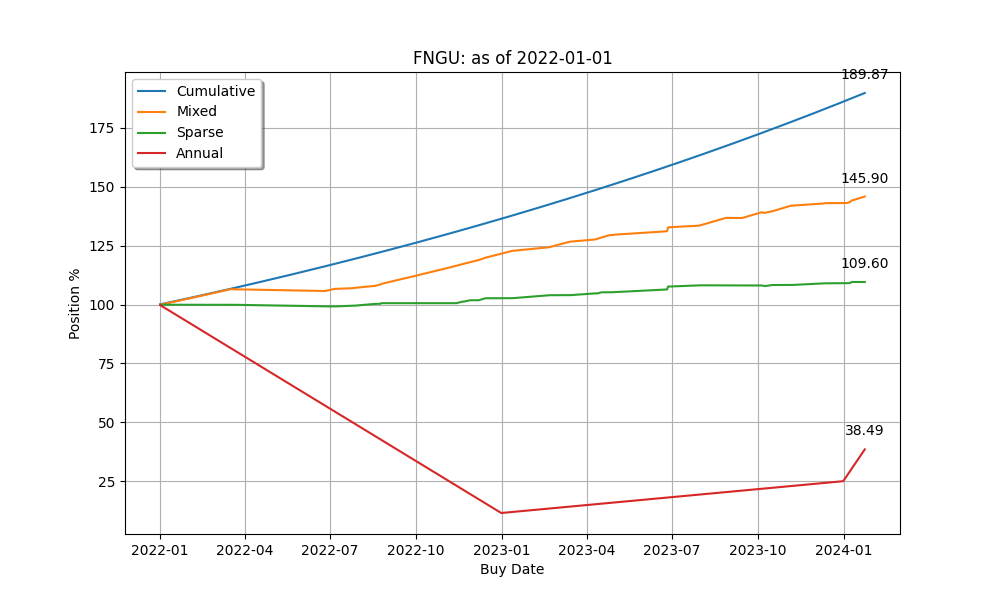 FNGU: as of 2022-01-01
Cumulative
Mixed
Sparse
Annual
189.87
145.90
109.60
38.49
175
150
125
100
75
50
25
Position %
2022-01 2022-04 2022-07 2022-10 2023-01 2023-04 2023-07 2023-10 2024-01
Buy Date